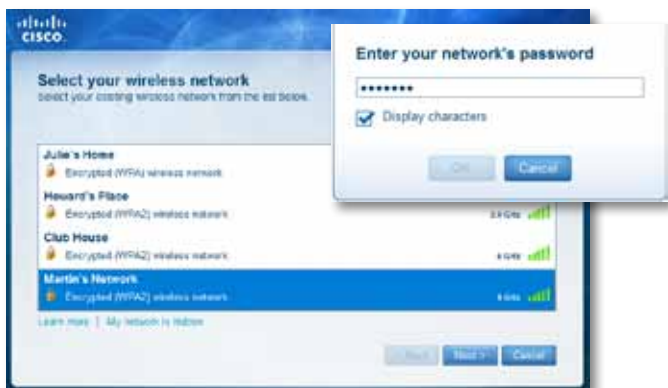 CISCO
Select your wireless network
Select your existing wireless network from the list below.
Julie's Home
Encrypted (WPA) wireless network
Howard's Place
Encrypted (WPA2) wireless network
Club House
Encrypted (WPA2) wireless network
Martin's Network
Encrypted (WPA2) wireless network
Learn more | My network is hidden
Next >
Cancel
Enter your network's password
•••••••
Display characters
OK
Cancel